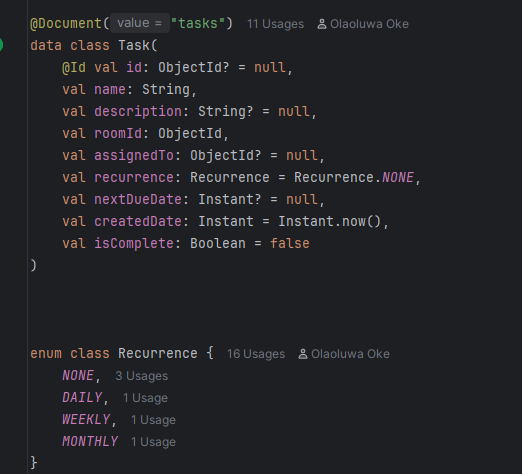 @Document( value = "tasks") 11 Usages Olaoluwa Oke
data class Task(
@Id val id: ObjectId? = null,
val name: String,
val description: String? = null,
val roomId: ObjectId,
val assignedTo: ObjectId? = null,
val recurrence: Recurrence = Recurrence.NONE,
val nextDueDate: Instant? = null,
val createdDate: Instant = Instant.now(),
val isComplete: Boolean = false
)
enum class Recurrence { 16 Usages Olaoluwa Oke
NONE, 3 Usages
DAILY, 1 Usage
WEEKLY, 1 Usage
MONTHLY 1 Usage
}